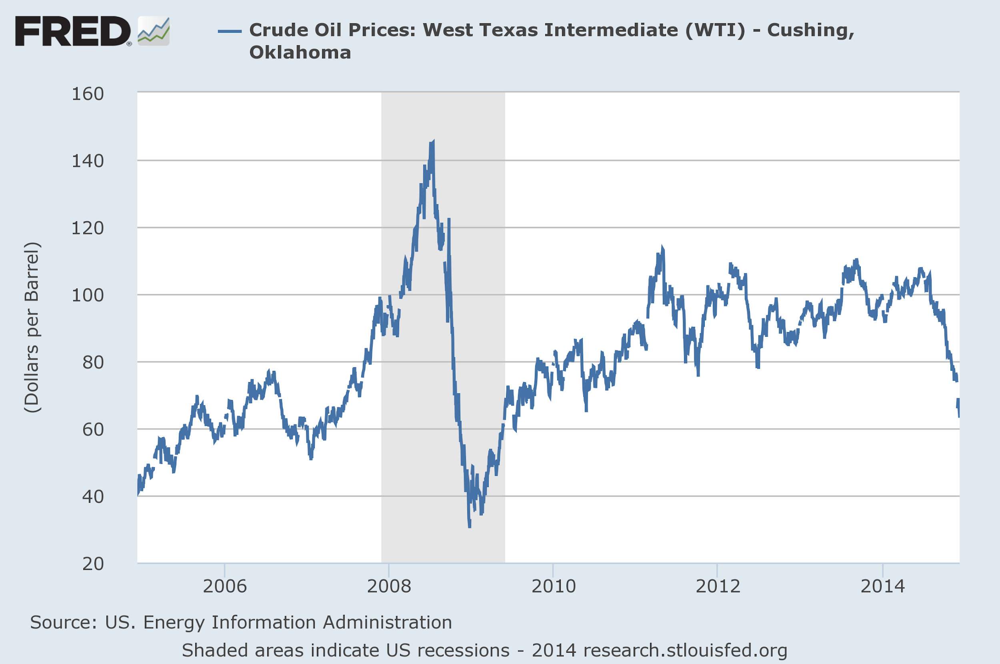 FRED®
Crude Oil Prices: West Texas Intermediate (WTI) - Cushing,
Oklahoma
(Dollars per Barrel)
160
140
120
100
80
60
40
20
2006 2008 2010 2012 2014
Source: US. Energy Information Administration
Shaded areas indicate US recessions - 2014 research.stlouisfed.org